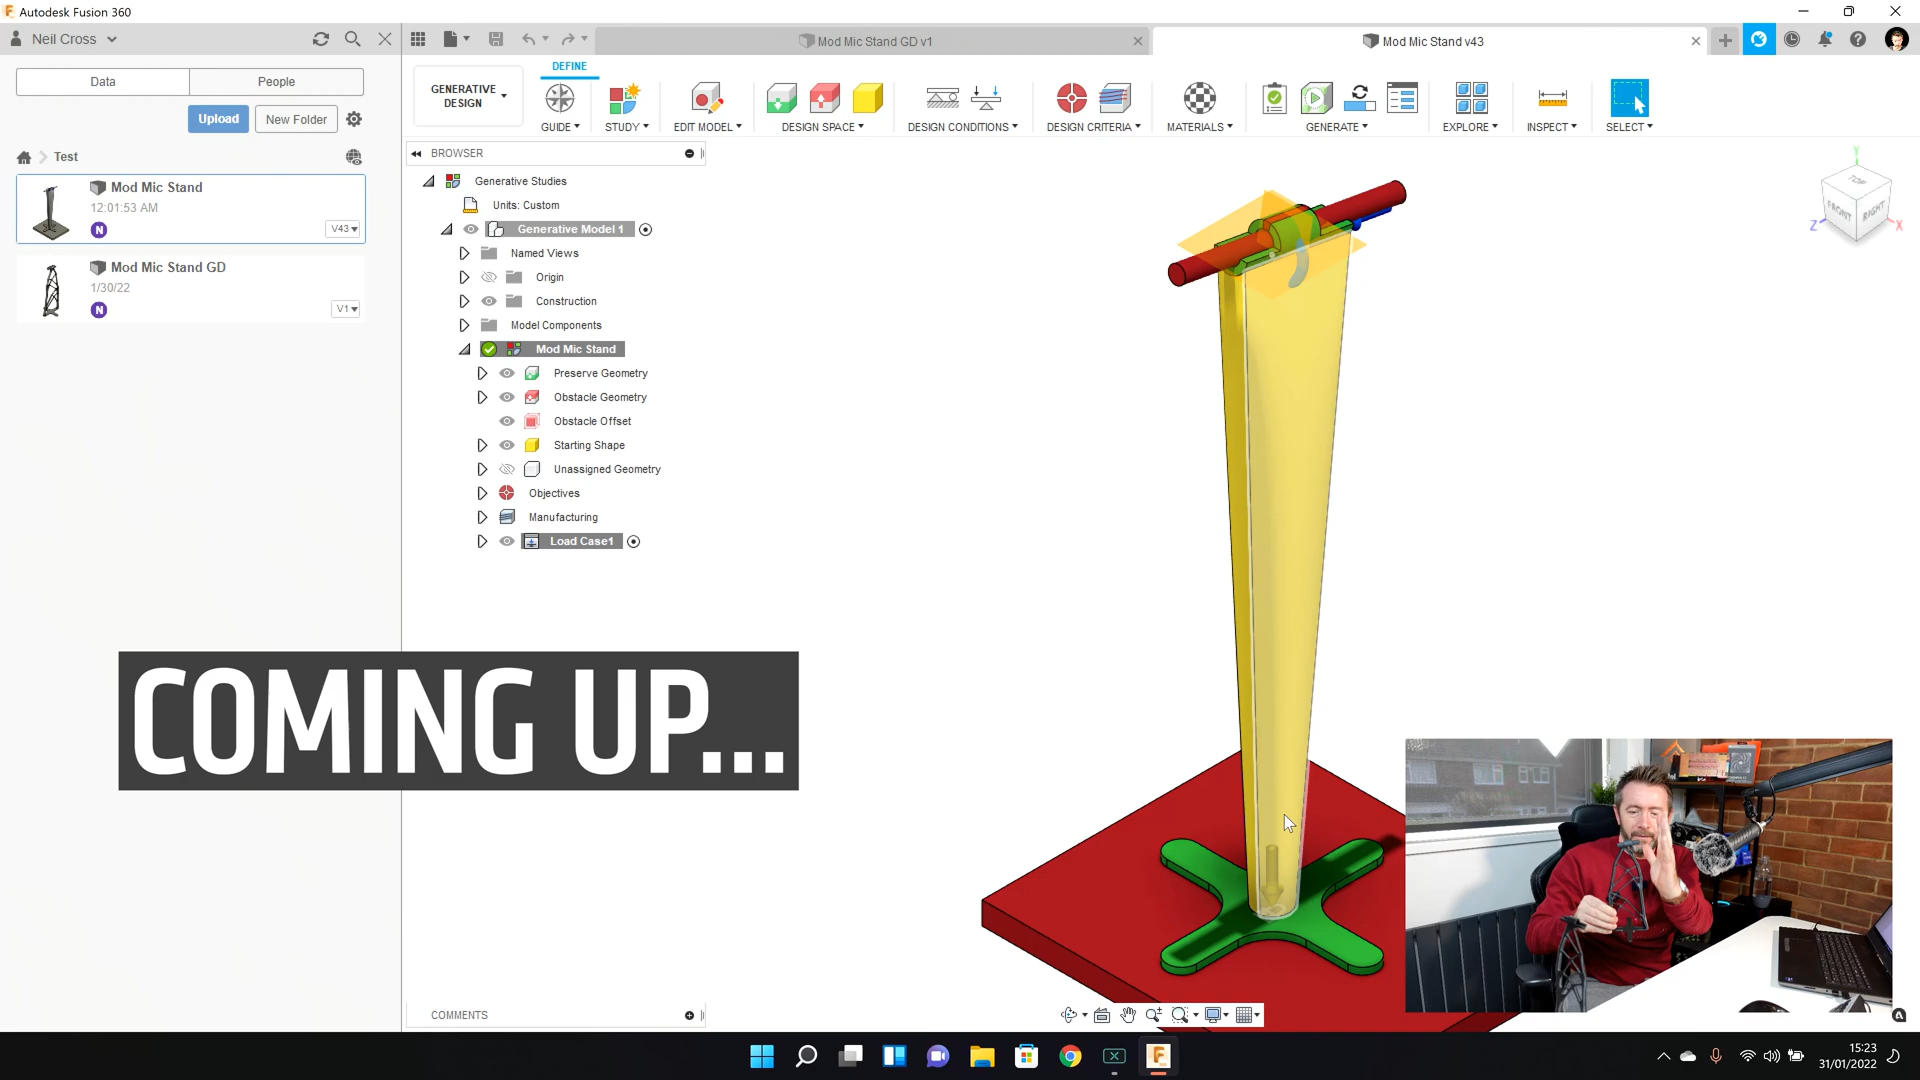 Autodesk Fusion 360
Neil Cross
Mod Mic Stand GD v1
Mod Mic Stand v43
Data
People
Upload
New Folder
Test
Mod Mic Stand
12:01:53 AM
N
V43
Mod Mic Stand GD
1/30/22
N
V1
DEFINE
GENERATIVE
DESIGN
GUIDE
STUDY
EDIT MODEL
DESIGN SPACE
DESIGN CONDITIONS
DESIGN CRITERIA
MATERIALS
GENERATE
EXPLORE
INSPECT
SELECT
BROWSER
Generative Studies
Units: Custom
Generative Model 1
Named Views
Origin
Construction
Model Components
Mod Mic Stand
Preserve Geometry
Obstacle Geometry
Obstacle Offset
Starting Shape
Unassigned Geometry
Objectives
Manufacturing
Load Case1
Y
TOP
FRONT
RIGHT
Z
X
COMING UP...
COMMENTS
15:23
31/01/2022